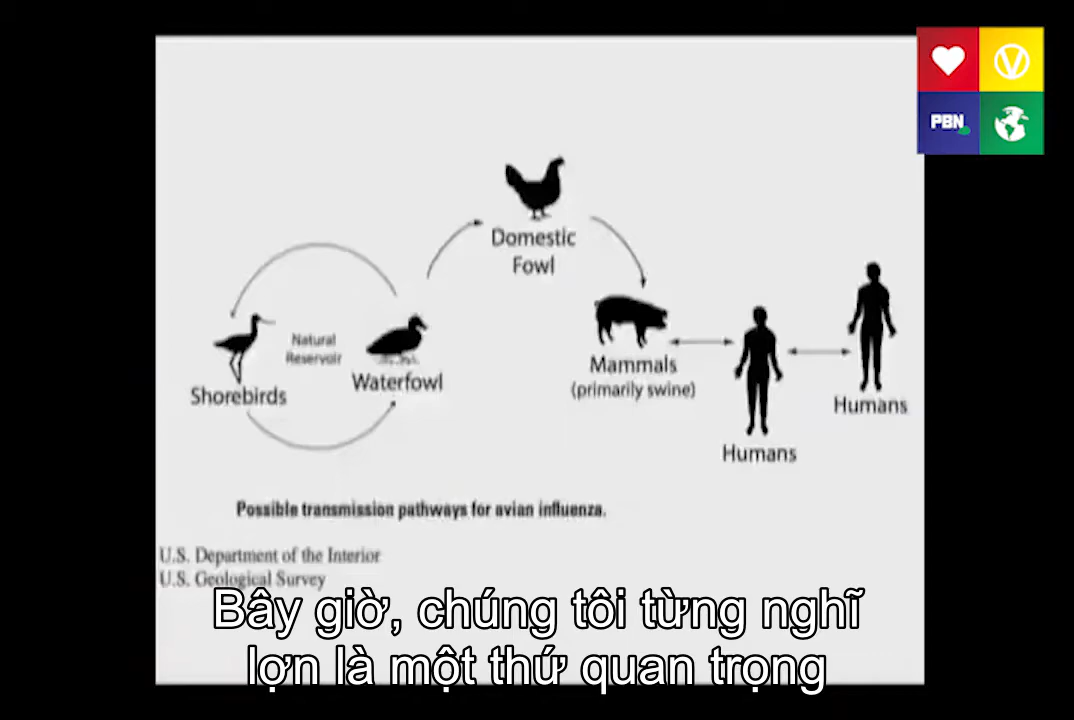 PBN
Domestic
Fowl
Natural
Reservoir
Shorebirds
Waterfowl
Mammals
(primarily swine)
Humans
Humans
Possible transmission pathways for avian influenza.
U.S. Department of the Interior
U.S. Geological Survey
Bây giờ, chúng tôi từng nghĩ
lợn là một thứ quan trọng